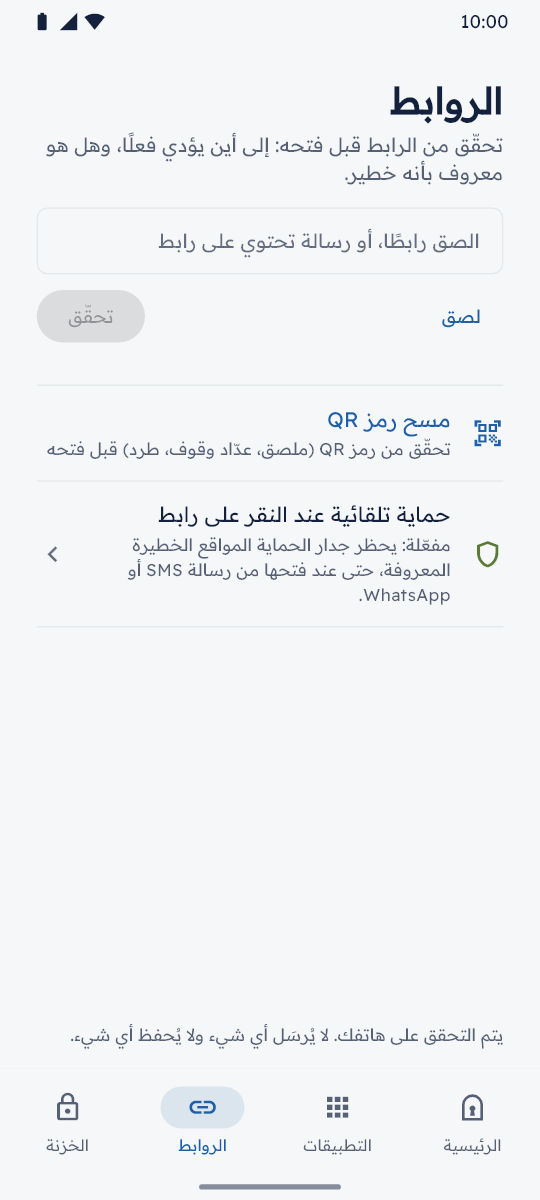 10:00
الروابط
تحقّق من الرابط قبل فتحه: إلى أين يؤدي فعلًا، وهل هو
معروف بأنه خطير.
الصق رابطًا، أو رسالة تحتوي على رابط
لصق
تحقّق
مسح رمز QR
تحقّق من رمز QR (ملصق، عدّاد وقوف، طرد) قبل فتحه
حماية تلقائية عند النقر على رابط
مفعّلة: يحظر جدار الحماية المواقع الخطيرة
المعروفة، حتى عند فتحها من رسالة SMS أو
WhatsApp.
يتم التحقق على هاتفك. لا يُرسَل أي شيء ولا يُحفظ أي شيء.
الرئيسية
التطبيقات
الروابط
الخزنة